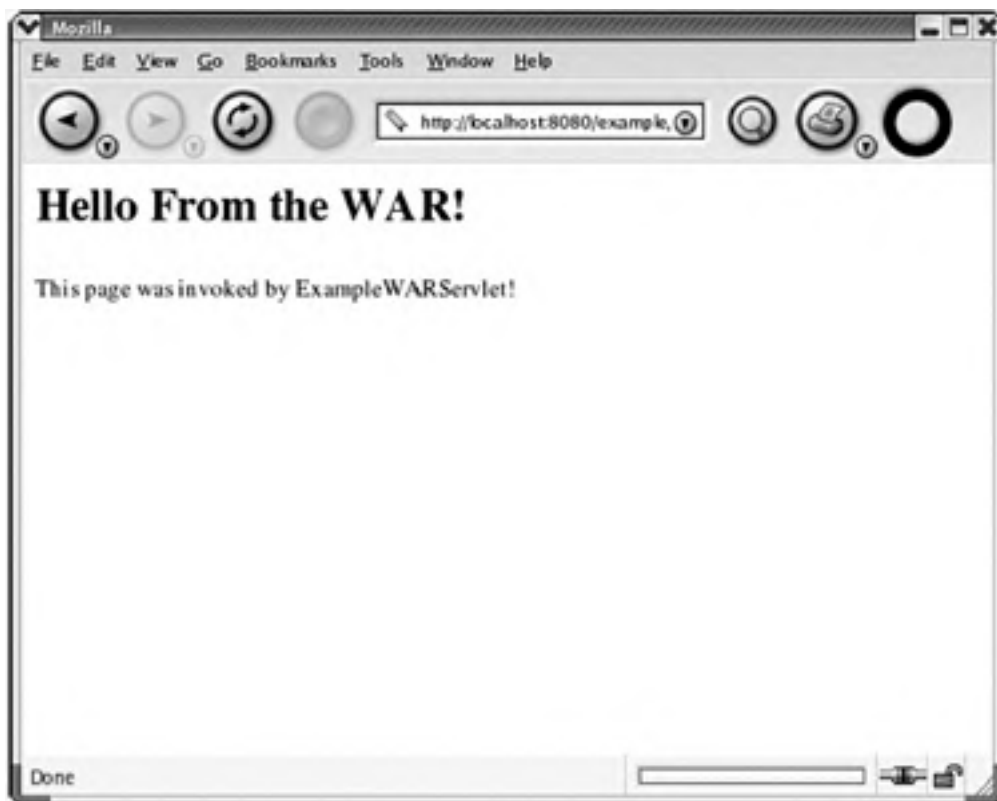 Mozilla
File Edit View Go Bookmarks Tools Window Help
http://localhost:8080/example,
Hello From the WAR!
This page was invoked by ExampleWARServlet!
Done